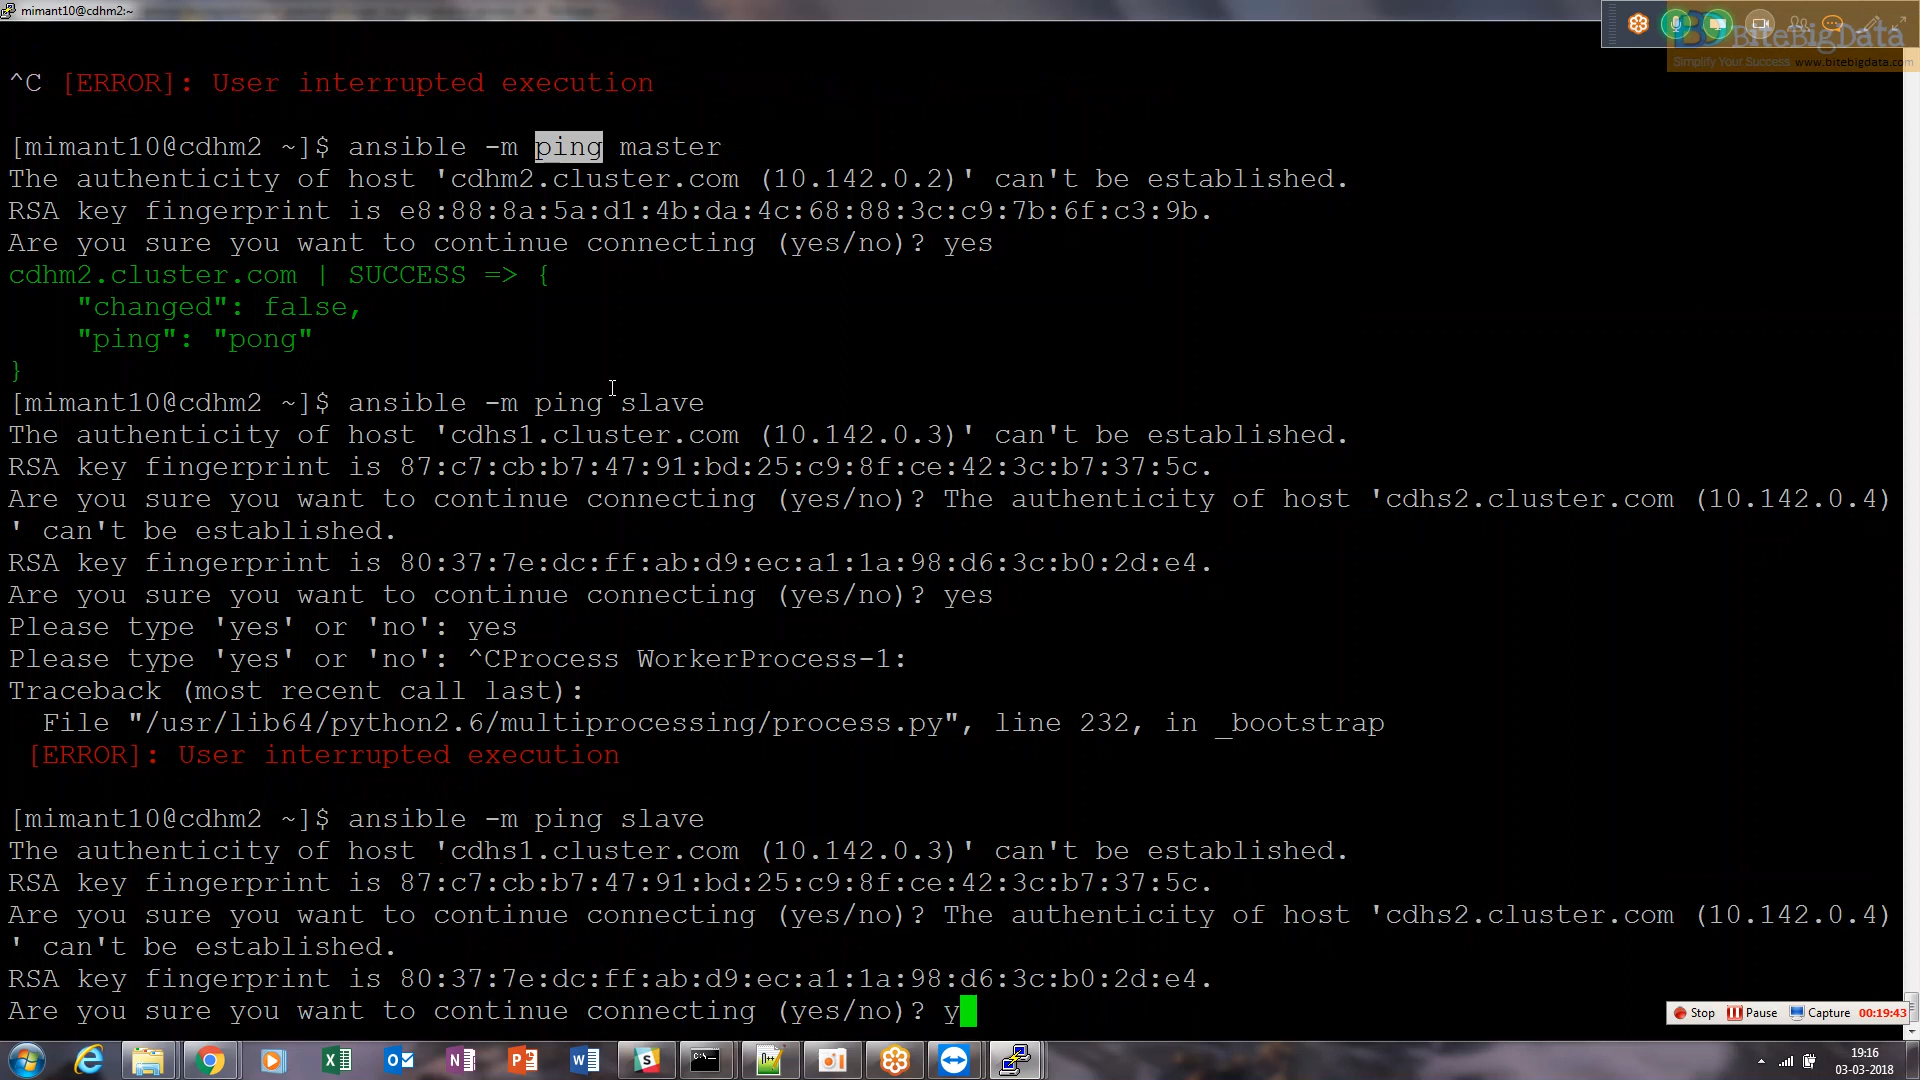 mimant10@cdhm2:~
BiteBigData
Simplify Your Success www.bitebigdata.com
^C [ERROR]: User interrupted execution
[mimant10@cdhm2 ~]$ ansible -m ping master
The authenticity of host 'cdhm2.cluster.com (10.142.0.2)' can't be established.
RSA key fingerprint is e8:88:8a:5a:d1:4b:da:4c:68:88:3c:c9:7b:6f:c3:9b.
Are you sure you want to continue connecting (yes/no)? yes
cdhm2.cluster.com | SUCCESS => {
    "changed": false,
    "ping": "pong"
}
[mimant10@cdhm2 ~]$ ansible -m ping slave
The authenticity of host 'cdhs1.cluster.com (10.142.0.3)' can't be established.
RSA key fingerprint is 87:c7:cb:b7:47:91:bd:25:c9:8f:ce:42:3c:b7:37:5c.
Are you sure you want to continue connecting (yes/no)? The authenticity of host 'cdhs2.cluster.com (10.142.0.4)
' can't be established.
RSA key fingerprint is 80:37:7e:dc:ff:ab:d9:ec:a1:1a:98:d6:3c:b0:2d:e4.
Are you sure you want to continue connecting (yes/no)? yes
Please type 'yes' or 'no': yes
Please type 'yes' or 'no': ^CProcess WorkerProcess-1:
Traceback (most recent call last):
  File "/usr/lib64/python2.6/multiprocessing/process.py", line 232, in _bootstrap
 [ERROR]: User interrupted execution
[mimant10@cdhm2 ~]$ ansible -m ping slave
The authenticity of host 'cdhs1.cluster.com (10.142.0.3)' can't be established.
RSA key fingerprint is 87:c7:cb:b7:47:91:bd:25:c9:8f:ce:42:3c:b7:37:5c.
Are you sure you want to continue connecting (yes/no)? The authenticity of host 'cdhs2.cluster.com (10.142.0.4)
' can't be established.
RSA key fingerprint is 80:37:7e:dc:ff:ab:d9:ec:a1:1a:98:d6:3c:b0:2d:e4.
Are you sure you want to continue connecting (yes/no)? y
Stop Pause Capture 00:19:43
19:16
03-03-2018